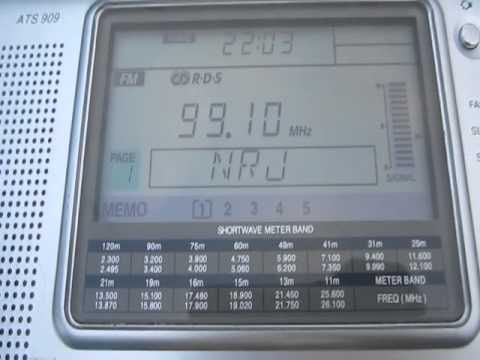 ATS 909
22:03
FM R·D·S
99.10 MHz
PAGE
1
NRJ
SIGNAL
MEMO 1 2 3 4 5
SHORTWAVE METER BAND
120m 90m 75m 60m 49m 41m 31m 25m
2.300 3.200 3.900 4.750 5.900 7.100 9.400 11.600
2.495 3.400 4.000 5.060 6.200 7.350 9.990 12.100
21m 19m 16m 15m 13m 11m METER BAND
13.500 15.100 17.480 18.900 21.450 25.600 FREQ (MHz)
13.870 15.800 17.900 19.020 21.750 26.100